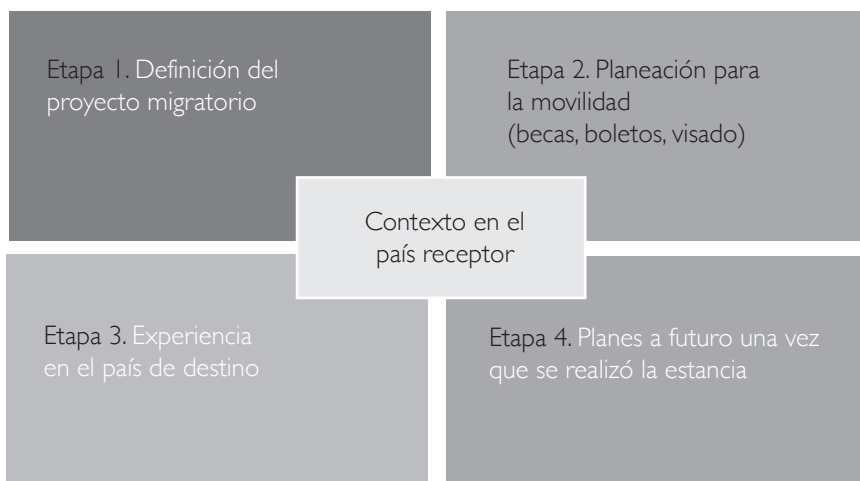 Etapa 1. Definición del
proyecto migratorio
Etapa 2. Planeación para
la movilidad
(becas, boletos, visado)
Contexto en el
país receptor
Etapa 3. Experiencia
en el país de destino
Etapa 4. Planes a futuro una vez
que se realizó la estancia